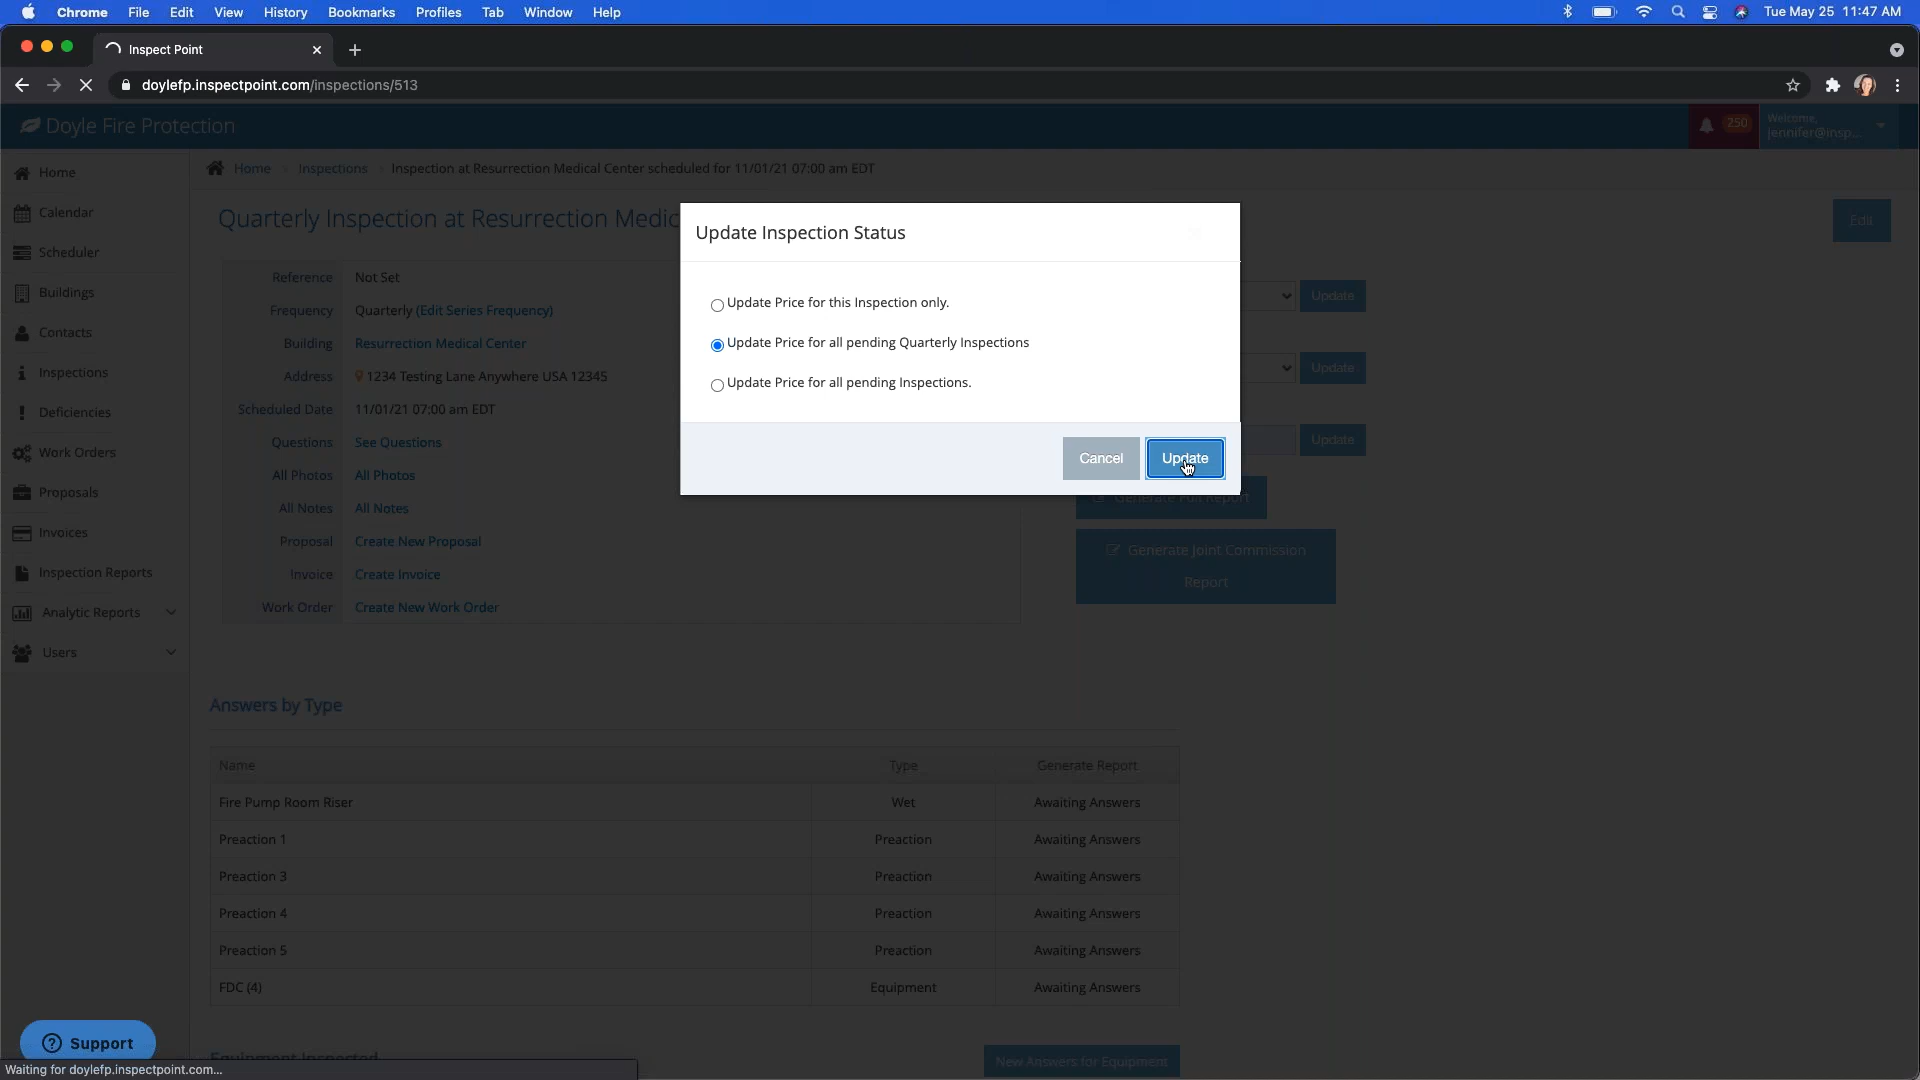 Chrome File Edit View History Bookmarks Profiles Tab Window Help Tue May 25 11:47 AM
Inspect Point
doylefp.inspectpoint.com/inspections/513
Doyle Fire Protection 250 Welcome,
jennifer@insp...
Home
Calendar
Scheduler
Buildings
Contacts
Inspections
Deficiencies
Work Orders
Proposals
Invoices
Inspection Reports
Analytic Reports
Users
Support
Home Inspections Inspection at Resurrection Medical Center scheduled for 11/01/21 07:00 am EDT
Quarterly Inspection at Resurrection Medic
Edit
Reference Not Set
Frequency Quarterly (Edit Series Frequency)
Building Resurrection Medical Center
Address 1234 Testing Lane Anywhere USA 12345
Scheduled Date 11/01/21 07:00 am EDT
Questions See Questions
All Photos All Photos
All Notes All Notes
Proposal Create New Proposal
Invoice Create Invoice
Work Order Create New Work Order
Update Inspection Status
Update Price for this Inspection only.
Update Price for all pending Quarterly Inspections
Update Price for all pending Inspections.
Cancel Update
Update
Update
Update
Generate Full Report
Generate Joint Commission
Report
Answers by Type
Name Type Generate Report
Fire Pump Room Riser Wet Awaiting Answers
Preaction 1 Preaction Awaiting Answers
Preaction 3 Preaction Awaiting Answers
Preaction 4 Preaction Awaiting Answers
Preaction 5 Preaction Awaiting Answers
FDC (4) Equipment Awaiting Answers
Equipment Inspected New Answers for Equipment
Waiting for doylefp.inspectpoint.com...